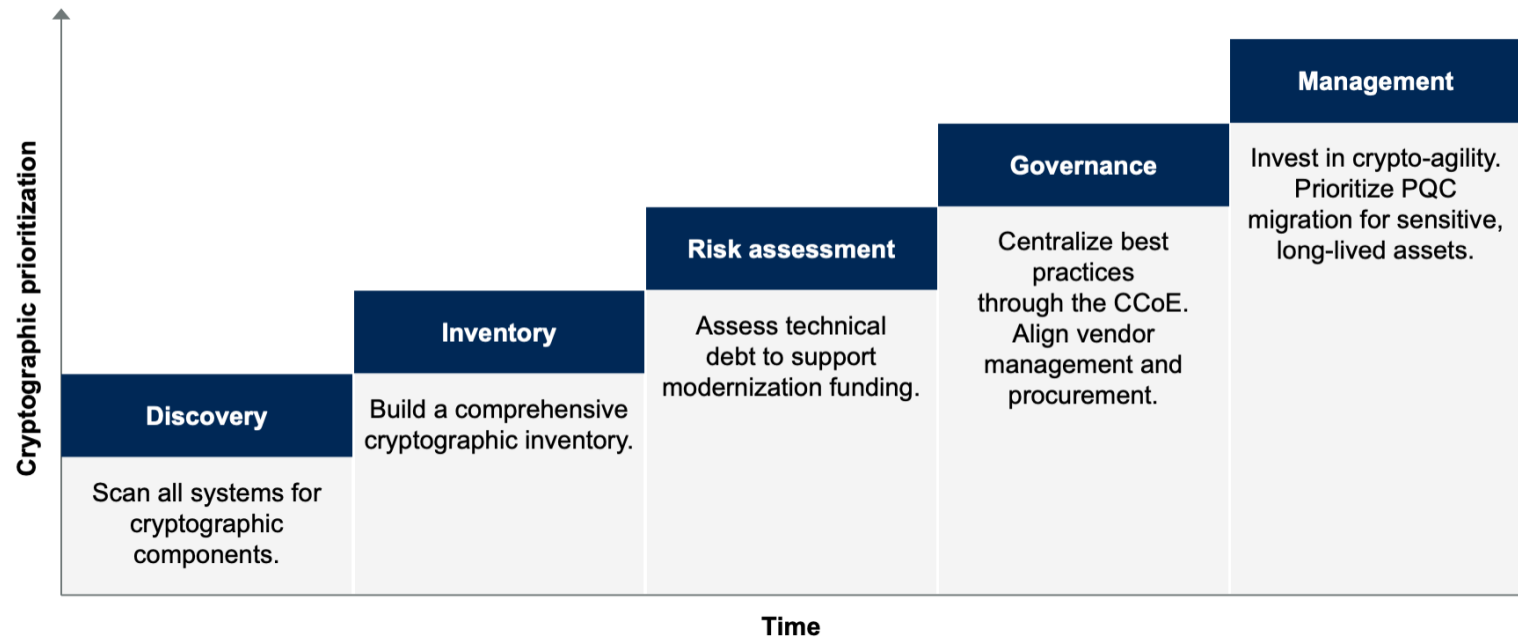 Cryptographic prioritization
Discovery
Scan all systems for
cryptographic
components.
Inventory
Build a comprehensive
cryptographic inventory.
Risk assessment
Assess technical
debt to support
modernization funding.
Governance
Centralize best
practices
through the CCoE.
Align vendor
management and
procurement.
Management
Invest in crypto-agility.
Prioritize PQC
migration for sensitive,
long-lived assets.
Time